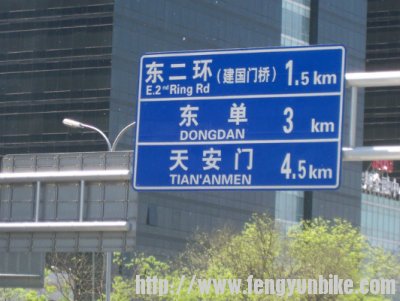 东二环(建国门桥) 1.5 km
E.2nd Ring Rd
东单 3 km
DONGDAN
天安门 4.5 km
TIAN'ANMEN
http://www.fengyunbike.com